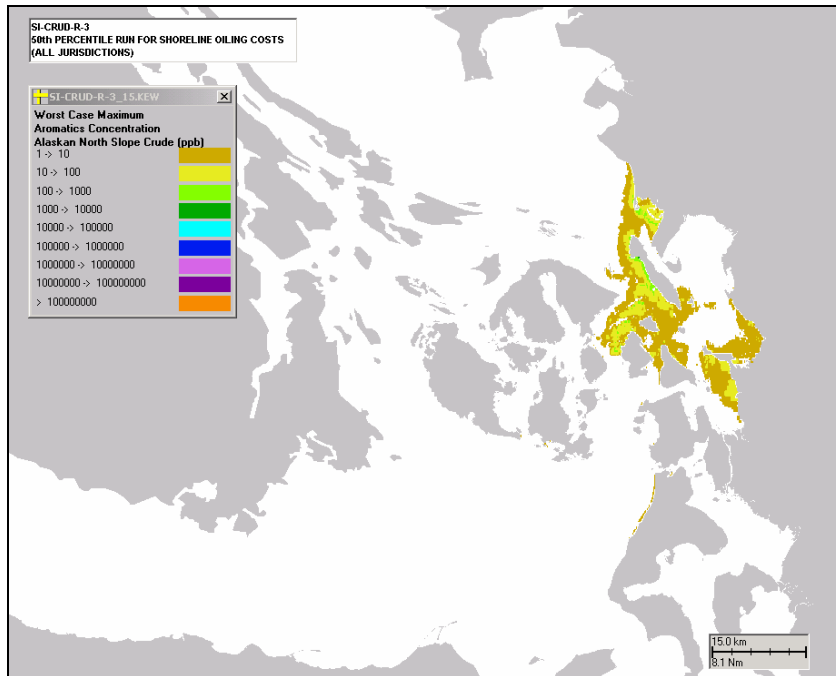 SI-CRUD-R-3
50th PERCENTILE RUN FOR SHORELINE OILING COSTS
(ALL JURISDICTIONS)
SI-CRUD-R-3_15.KEW
Worst Case Maximum
Aromatics Concentration
Alaskan North Slope Crude (ppb)
1 -> 10
10 -> 100
100 -> 1000
1000 -> 10000
10000 -> 100000
100000 -> 1000000
1000000 -> 10000000
10000000 -> 100000000
> 100000000
15.0 km
8.1 Nm